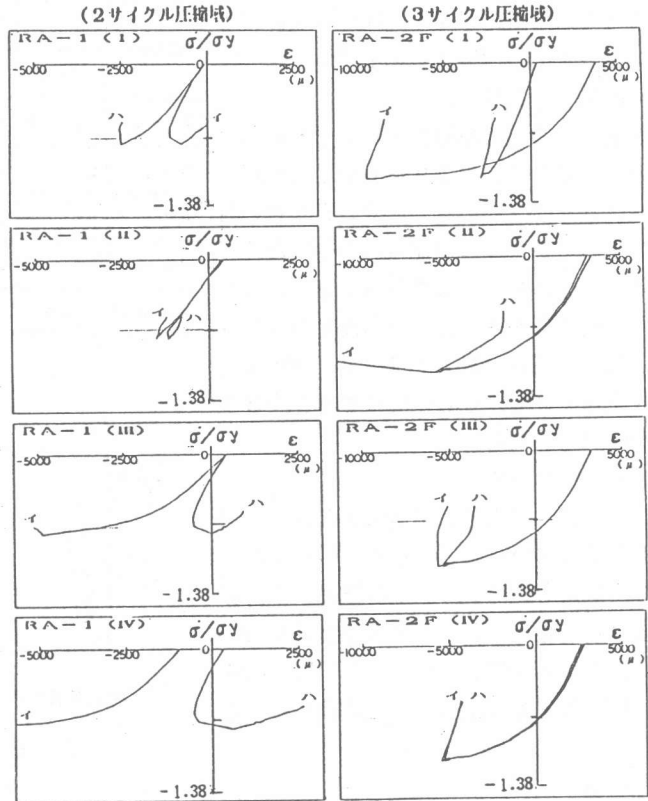 (2サイクル圧縮域)
(3サイクル圧縮域)
RA-1 (I) σ/σy ε
-5000 -2500 0 2500
(μ)
ハ イ
-1.38
RA-2F (I) σ/σy ε
-10000 -5000 0 5000
(μ)
イ ハ
-1.38
RA-1 (II) σ/σy ε
-5000 -2500 0 2500
(μ)
イ ハ
-1.38
RA-2F (II) σ/σy ε
-10000 -5000 0 5000
(μ)
ハ
イ
-1.38
RA-1 (III) σ/σy ε
-5000 -2500 0 2500
(μ)
イ ハ
-1.38
RA-2F (III) σ/σy ε
-10000 -5000 0 5000
(μ)
イ ハ
-1.38
RA-1 (IV) σ/σy ε
-5000 -2500 0 2500
(μ)
イ ハ
-1.38
RA-2F (IV) σ/σy ε
-10000 -5000 0 5000
(μ)
イ ハ
-1.38